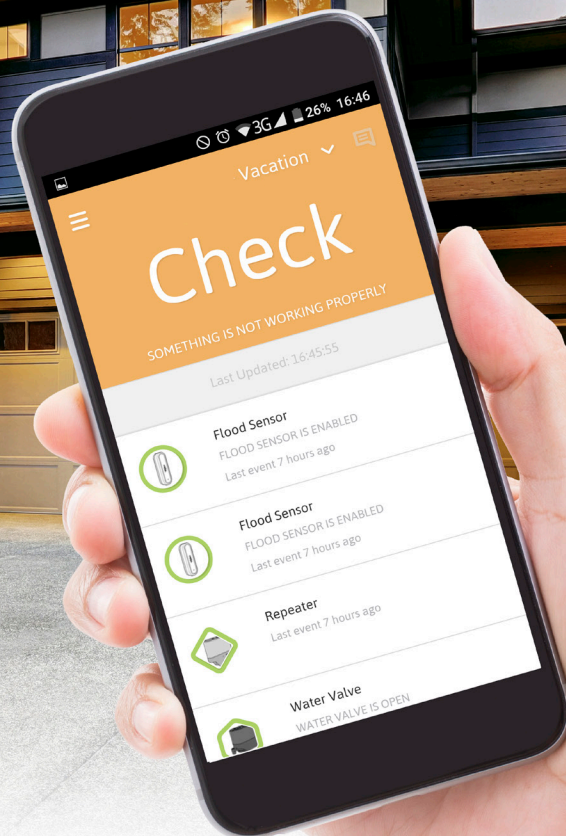 3G 26% 16:46
Vacation
Check
SOMETHING IS NOT WORKING PROPERLY
Last Updated: 16:45:55
Flood Sensor
FLOOD SENSOR IS ENABLED
Last event 7 hours ago
Flood Sensor
FLOOD SENSOR IS ENABLED
Last event 7 hours ago
Repeater
Last event 7 hours ago
Water Valve
WATER VALVE IS OPEN